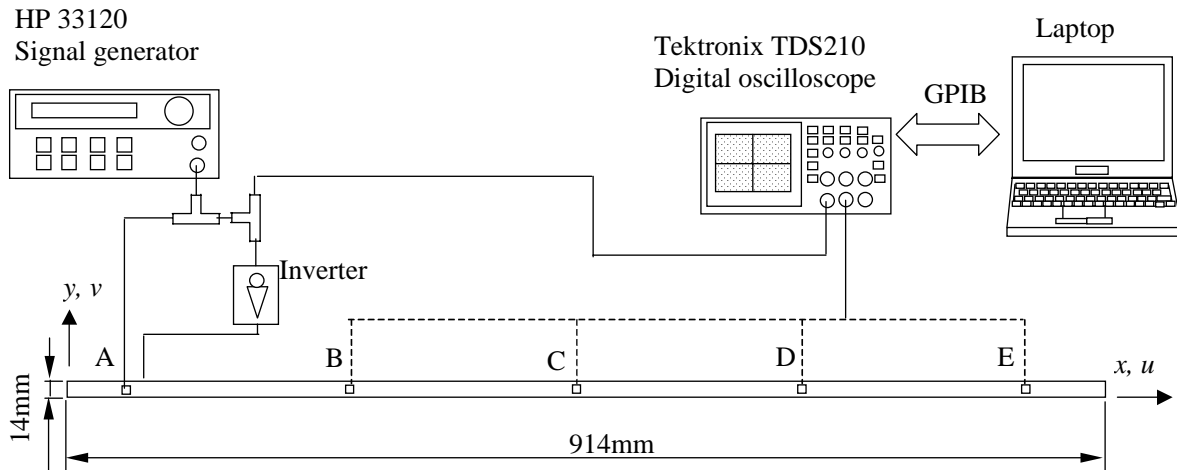 HP 33120
Signal generator
Tektronix TDS210
Digital oscilloscope
Laptop
GPIB
Inverter
y, v
A
B
C
D
E
x, u
14mm
914mm